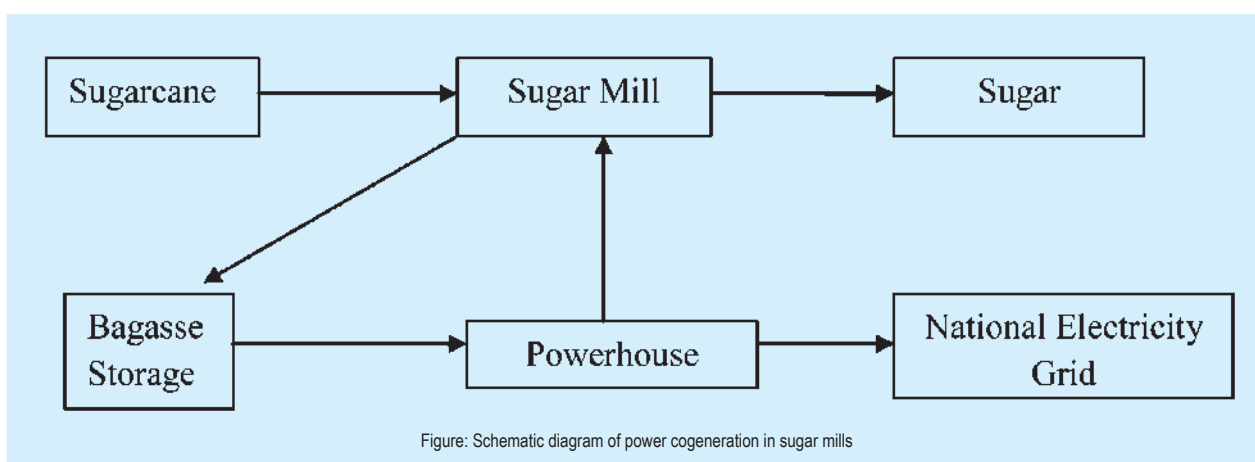 Sugarcane
Sugar Mill
Sugar
Bagasse
Storage
Powerhouse
National Electricity
Grid
Figure: Schematic diagram of power cogeneration in sugar mills